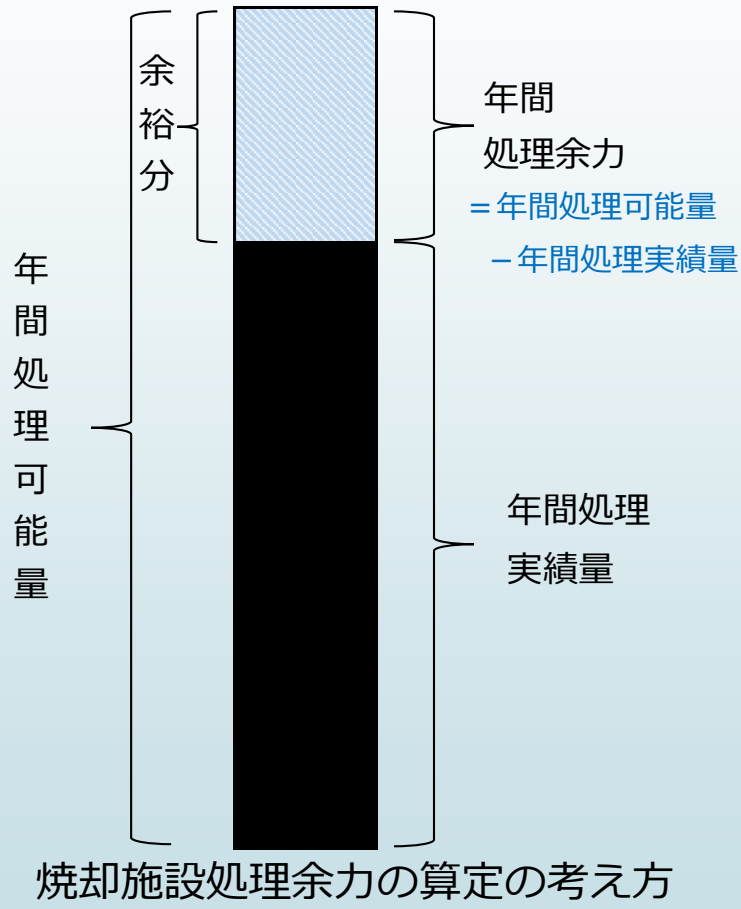 余裕分
年間
処理余力
＝年間処理可能量
－年間処理実績量
年間処理可能量
年間処理
実績量
焼却施設処理余力の算定の考え方